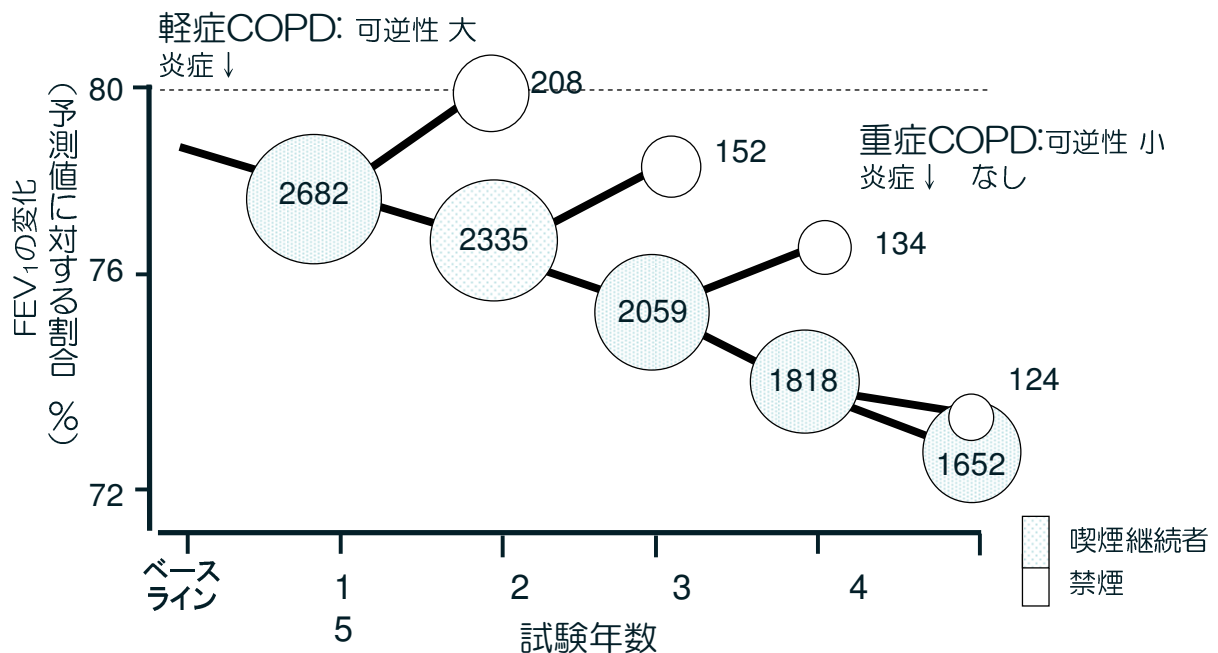 軽症COPD: 可逆性 大
炎症↓
208
80
152
重症COPD:可逆性 小
炎症↓ なし
2682
2335
134
76
2059
FEV₁の変化
(予測値に対する割合 %)
1818
124
1652
72
喫煙継続者
禁煙
ベース
ライン
1
2
3
4
5
試験年数